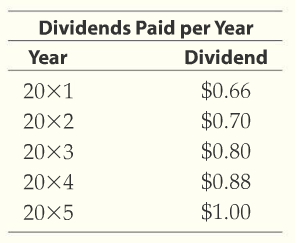 Dividends Paid per Year
Year Dividend
20×1 $0.66
20×2 $0.70
20×3 $0.80
20×4 $0.88
20×5 $1.00